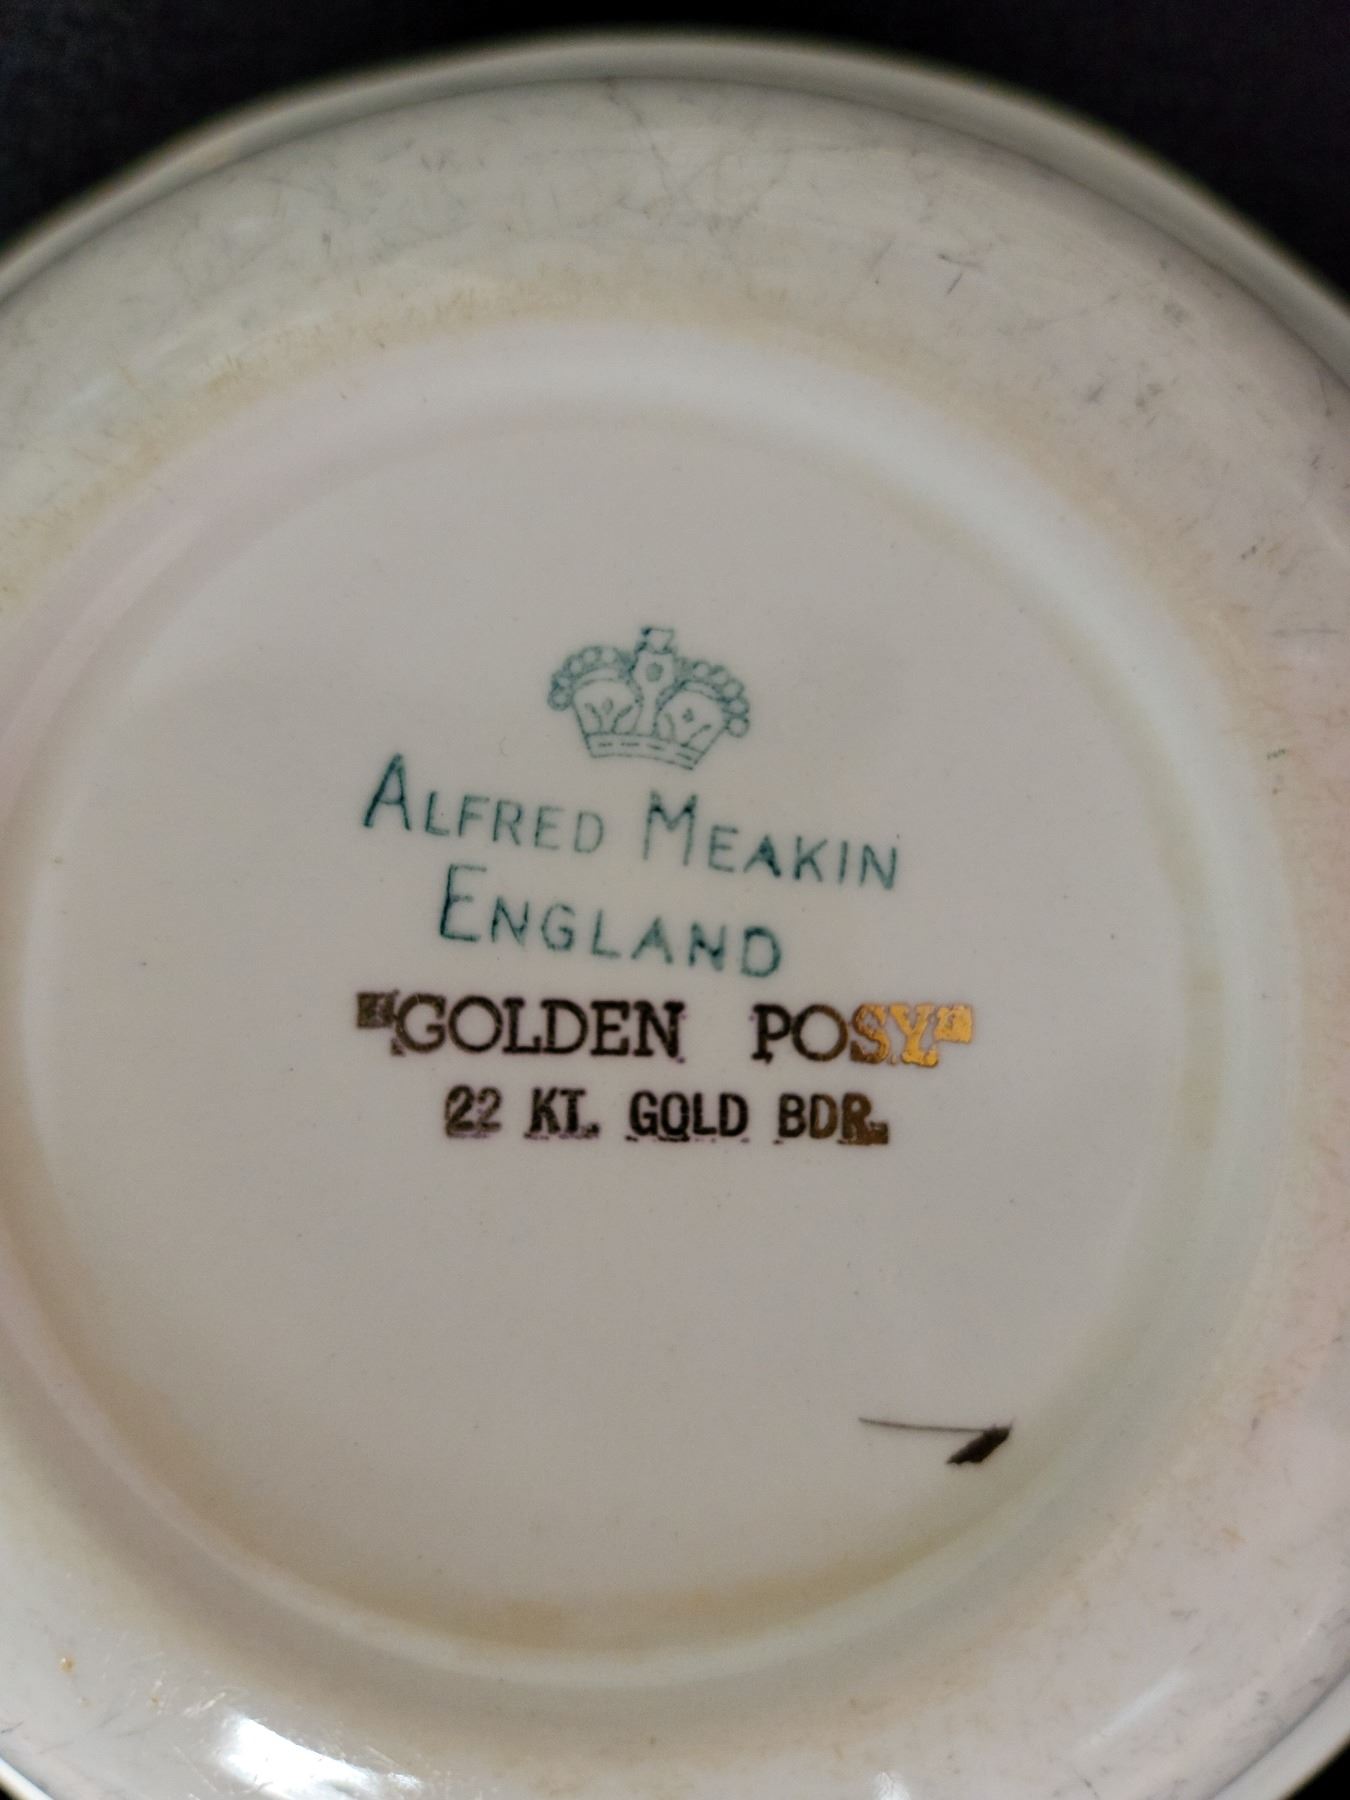 ALFRED MEAKIN
ENGLAND
"GOLDEN POSY"
22 KT. GOLD BDR.